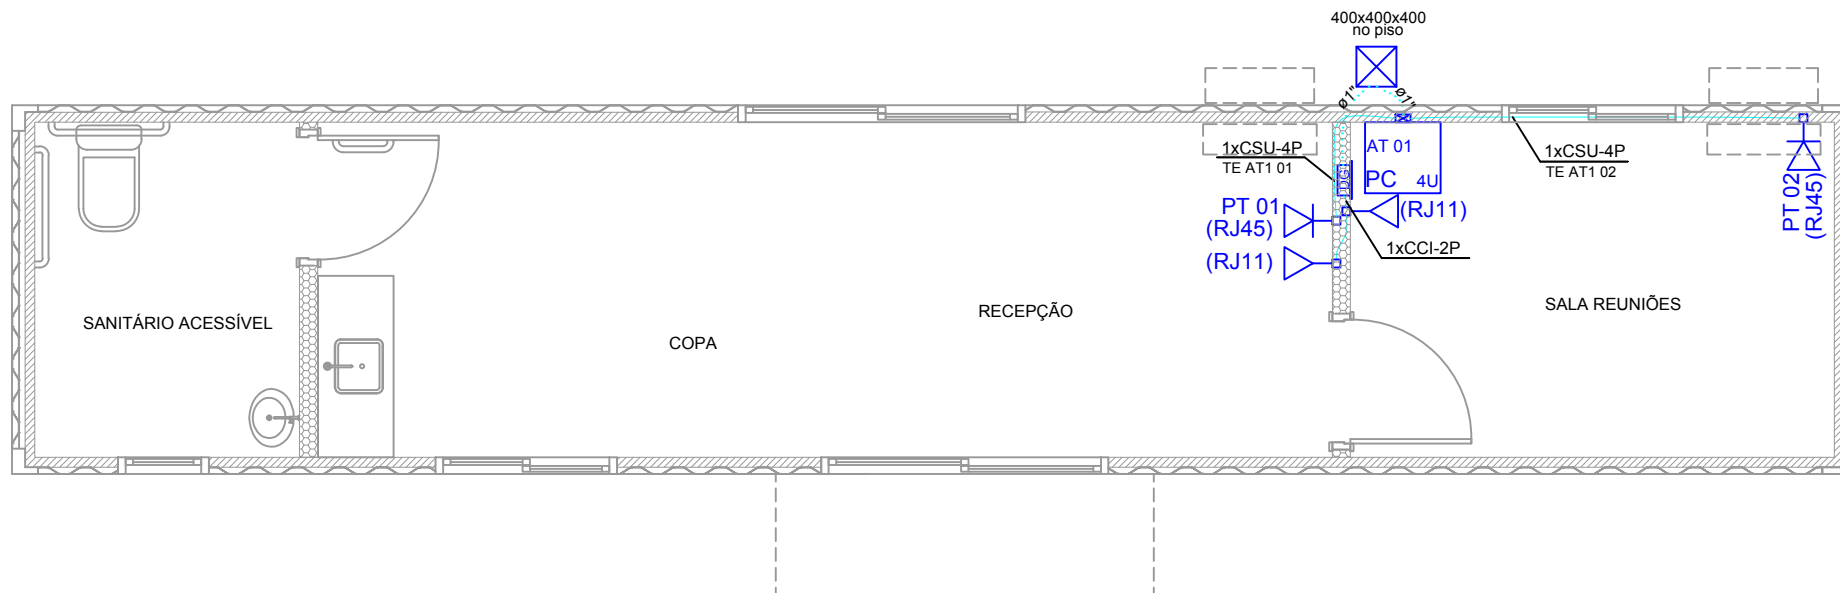 400x400x400
no piso
ø1"
ø1"
1xCSU-4P
TE AT1 01
AT 01
PC 4U
DGT
1xCSU-4P
TE AT1 02
PT 01
(RJ45)
(RJ11)
(RJ11)
1xCCI-2P
PT 02
(RJ45)
SANITÁRIO ACESSÍVEL
COPA
RECEPÇÃO
SALA REUNIÕES